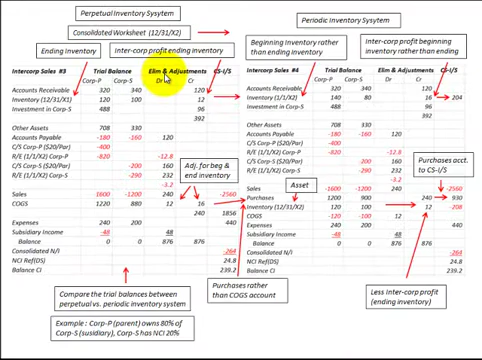 Perpetual Inventory Sysytem
Periodic Inventory Sysytem
Consolidated Worksheet (12/31/X2)
Ending Inventory
Inter-corp profit ending inventory
Beginning Inventory rather
than ending inventory
Inter-corp profit beginning
inventory rather than ending
Intercorp Sales #3 Trial Balance Elim & Adjustments CS-I/S
Corp-P Corp-S Dr Cr
Accounts Receivable 320 340 120
Inventory (12/31/X1) 120 100 12
Investment in Corp-S 488 96
392
Other Assets 708 330
Accounts Payable -180 -160 120
C/S Corp-P ($20/Par) -400
R/E (1/1/X2) Corp-P -820 -12.8
C/S Corp-S ($20/Par) -200 160
R/E (1/1/X2) Corp-S -290 232
-3.2
Sales 1600 -1200 240 -2560
COGS 1220 880 12 16
240 1856
Expenses 240 200 440
Subsidiary Income -48 48
Balance 0 0 876 876
Consolidated N/I -264
NCI Ref(DS) 24.8
Balance CI 239.2
Adj. for beg &
end inventory
Intercorp Sales #4 Trial Balance Elim & Adjustments CS-I/S
Corp-P Corp-S Dr Cr
Accounts Receivable 320 340 120
Inventory (1/1/X2) 140 80 16 204
Investment in Corp-S 488 96
392
Other Assets 708 330
Accounts Payable -180 -160 120
C/S Corp-P ($20/Par) -400
R/E (1/1/X2) Corp-P -820 -12.8
C/S Corp-S ($20/Par) -200 160
R/E (1/1/X2) Corp-S -290 232
-3.2
Sales -1600 -1200 240 -2560
Purchases 1200 900 240 930
Inventory (12/31/X2) 120 100 12 -208
COGS -120 -100 12
Expenses 240 200 440
Subsidiary Income -48 48
Balance 0 0 876 876
Consolidated N/I -264
NCI Ref(DS) 24.8
Balance CI 239.2
Asset
Purchases acct.
to CS-I/S
Purchases rather
than COGS account
Less Inter-corp profit
(ending inventory)
Compare the trial balances between
perpetual vs. periodic inventory system
Example : Corp-P (parent) owns 80% of
Corp-S (susidiary), Corp-S has NCI 20%